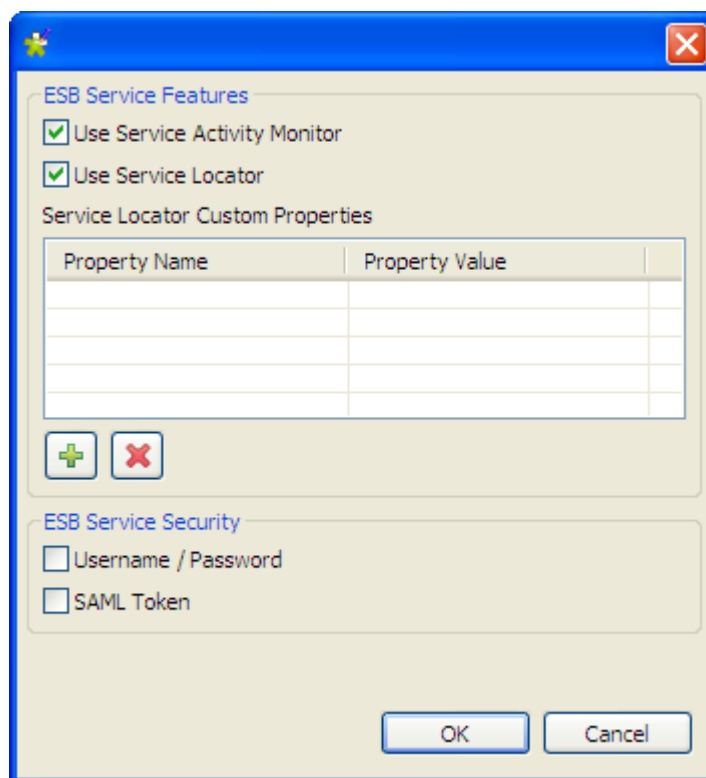 ESB Service Features
Use Service Activity Monitor
Use Service Locator
Service Locator Custom Properties
Property Name Property Value
ESB Service Security
Username / Password
SAML Token
OK Cancel